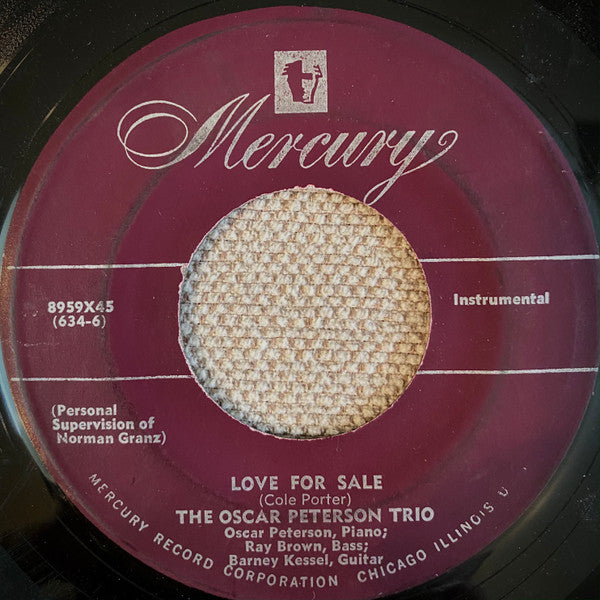 Mercury
8959X45
(634-6)
Instrumental
(Personal
Supervision of
Norman Granz)
LOVE FOR SALE
(Cole Porter)
THE OSCAR PETERSON TRIO
Oscar Peterson, Piano;
Ray Brown, Bass;
Barney Kessel, Guitar
MERCURY RECORD CORPORATION CHICAGO ILLINOIS U